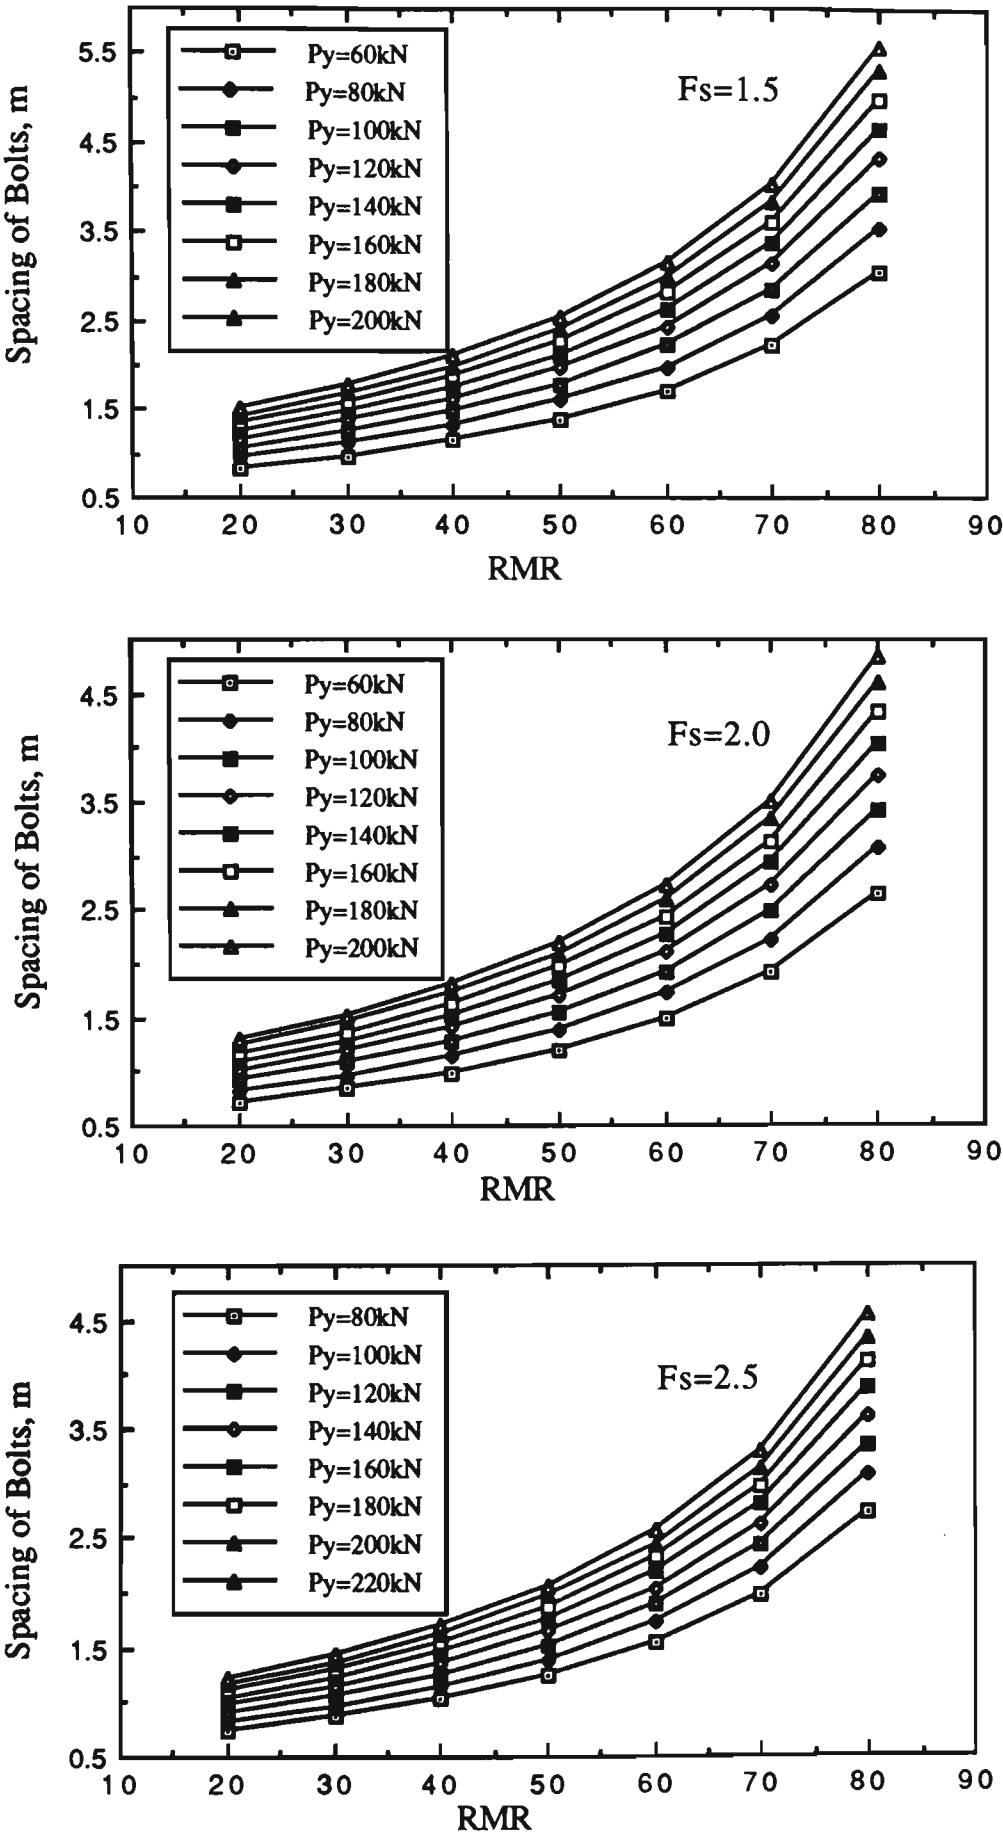 Spacing of Bolts, m
5.5
4.5
3.5
2.5
1.5
0.5
Py=60kN
Py=80kN
Py=100kN
Py=120kN
Py=140kN
Py=160kN
Py=180kN
Py=200kN
Fs=1.5
10 20 30 40 50 60 70 80 90
RMR
Spacing of Bolts, m
4.5
3.5
2.5
1.5
0.5
Py=60kN
Py=80kN
Py=100kN
Py=120kN
Py=140kN
Py=160kN
Py=180kN
Py=200kN
Fs=2.0
10 20 30 40 50 60 70 80 90
RMR
Spacing of Bolts, m
4.5
3.5
2.5
1.5
0.5
Py=80kN
Py=100kN
Py=120kN
Py=140kN
Py=160kN
Py=180kN
Py=200kN
Py=220kN
Fs=2.5
10 20 30 40 50 60 70 80 90
RMR